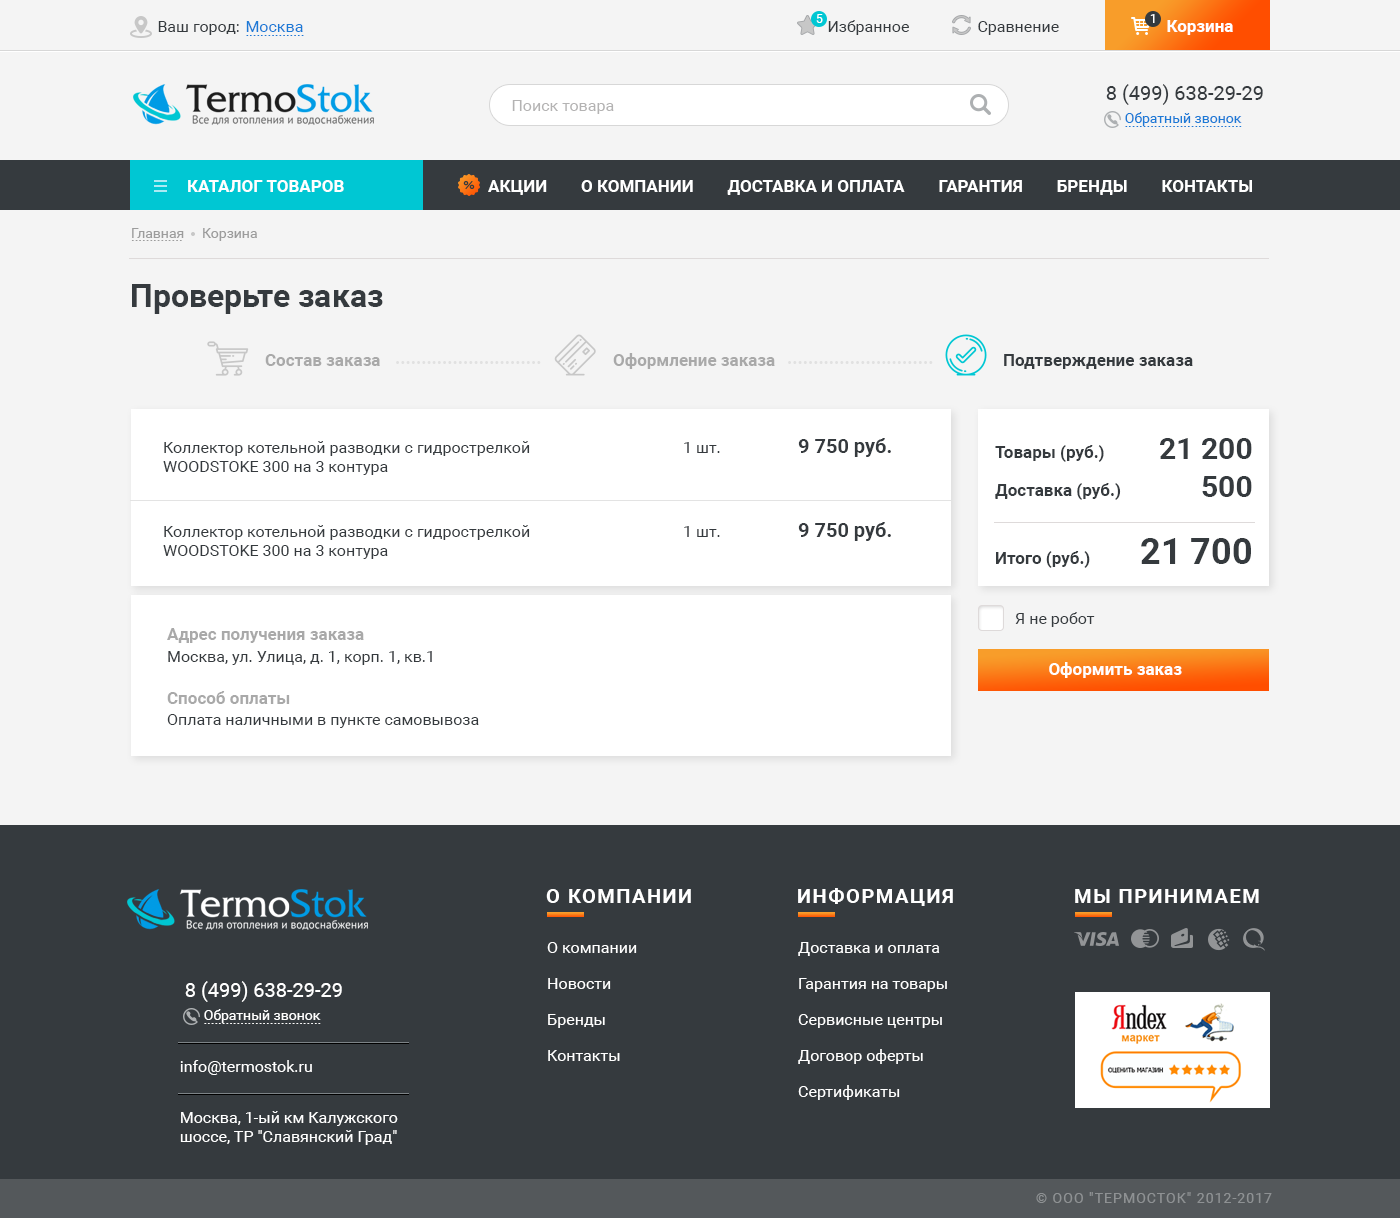 Ваш город: Москва
5 Избранное
Сравнение
1 Корзина
TermoStok
Все для отопления и водоснабжения
Поиск товара
8 (499) 638-29-29
Обратный звонок
КАТАЛОГ ТОВАРОВ
% АКЦИИ
О КОМПАНИИ
ДОСТАВКА И ОПЛАТА
ГАРАНТИЯ
БРЕНДЫ
КОНТАКТЫ
Главная • Корзина
Проверьте заказ
Состав заказа
Оформление заказа
Подтверждение заказа
Коллектор котельной разводки с гидрострелкой
WOODSTOKE 300 на 3 контура
1 шт.
9 750 руб.
Коллектор котельной разводки с гидрострелкой
WOODSTOKE 300 на 3 контура
1 шт.
9 750 руб.
Товары (руб.) 21 200
Доставка (руб.) 500
Итого (руб.) 21 700
Я не робот
Оформить заказ
Адрес получения заказа
Москва, ул. Улица, д. 1, корп. 1, кв.1
Способ оплаты
Оплата наличными в пункте самовывоза
TermoStok
Все для отопления и водоснабжения
8 (499) 638-29-29
Обратный звонок
info@termostok.ru
Москва, 1-ый км Калужского
шоссе, ТР "Славянский Град"
О КОМПАНИИ
О компании
Новости
Бренды
Контакты
ИНФОРМАЦИЯ
Доставка и оплата
Гарантия на товары
Сервисные центры
Договор оферты
Сертификаты
МЫ ПРИНИМАЕМ
VISA
Яndex
маркет
ОЦЕНИТЬ МАГАЗИН
© ООО "ТЕРМОСТОК" 2012-2017